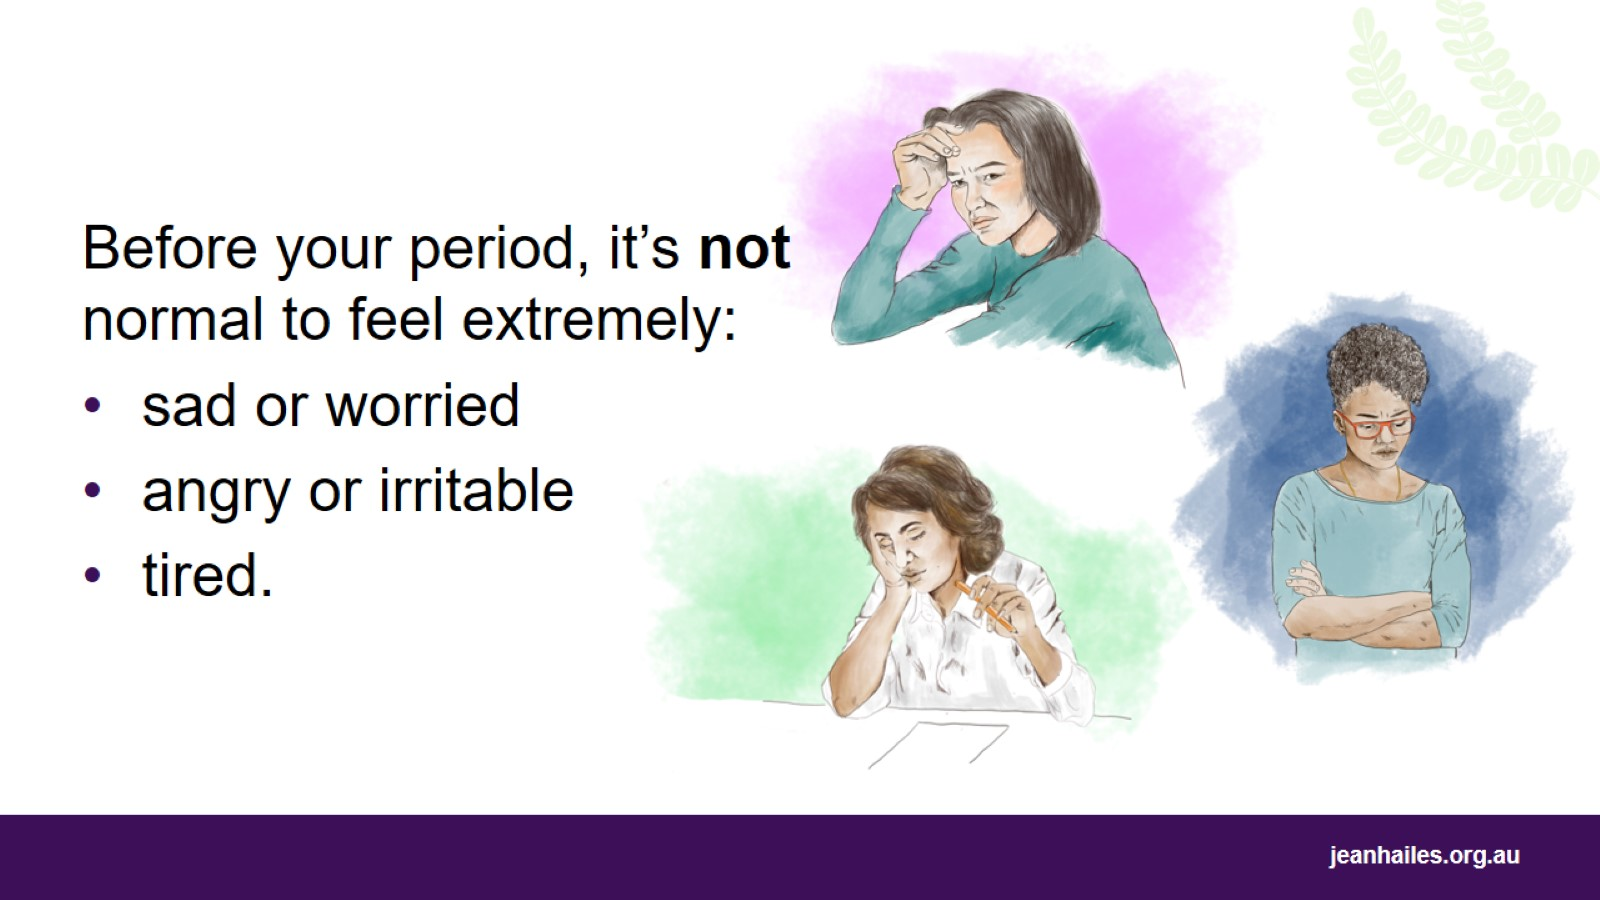 Before your period, it’s not
normal to feel extremely:
• sad or worried
• angry or irritable
• tired.
jeanhailes.org.au